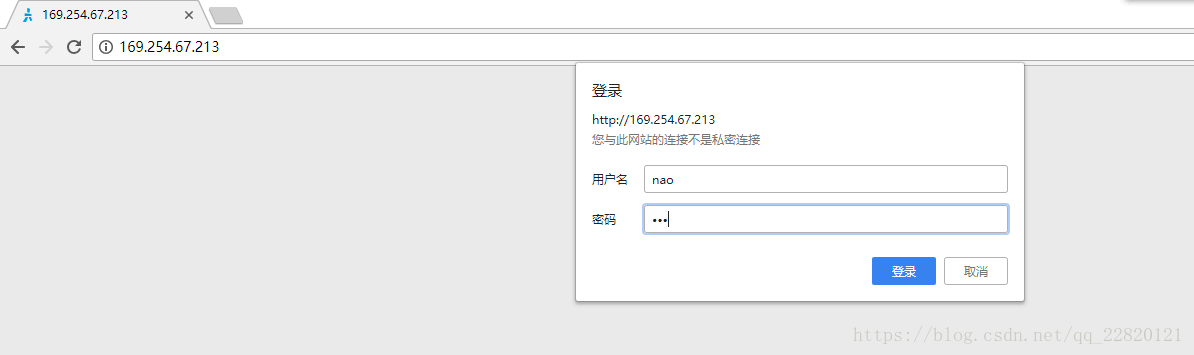 169.254.67.213
169.254.67.213
登录
http://169.254.67.213
您与此网站的连接不是私密连接
用户名 nao
密码 •••
登录 取消
https://blog.csdn.net/qq_22820121